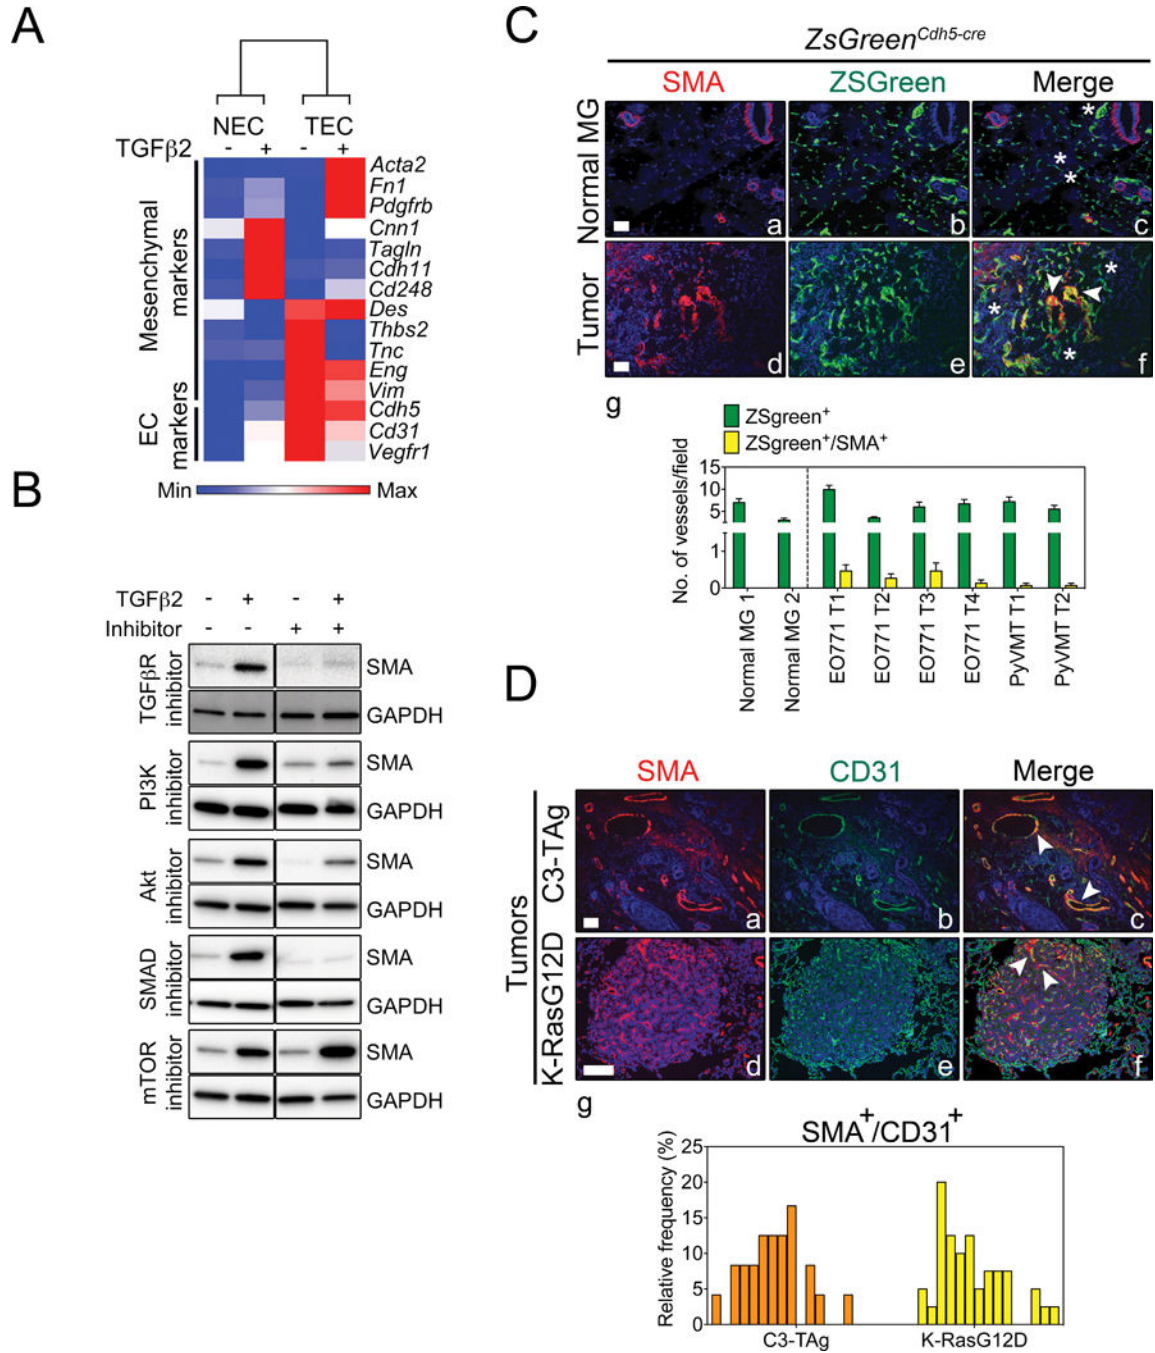 A
NEC TEC
TGFβ2 - + - +
Mesenchymal markers
EC markers
Acta2
Fn1
Pdgfrb
Cnn1
Tagln
Cdh11
Cd248
Des
Thbs2
Tnc
Eng
Vim
Cdh5
Cd31
Vegfr1
Min Max
B
TGFβ2 - + - +
Inhibitor - - + +
TGFβR inhibitor
SMA
GAPDH
PI3K inhibitor
SMA
GAPDH
Akt inhibitor
SMA
GAPDH
SMAD inhibitor
SMA
GAPDH
mTOR inhibitor
SMA
GAPDH
C
ZsGreen^Cdh5-cre
SMA ZSGreen Merge
Normal MG
a b c
* * *
Tumor
d e f
* * *
g
ZSgreen+
ZSgreen+/SMA+
No. of vessels/field
15
10
5
1
0
Normal MG 1
Normal MG 2
EO771 T1
EO771 T2
EO771 T3
EO771 T4
PyVMT T1
PyVMT T2
D
SMA CD31 Merge
Tumors
C3-TAg
a b c
K-RasG12D
d e f
g
SMA+/CD31+
Relative frequency (%)
25
20
15
10
5
0
C3-TAg K-RasG12D